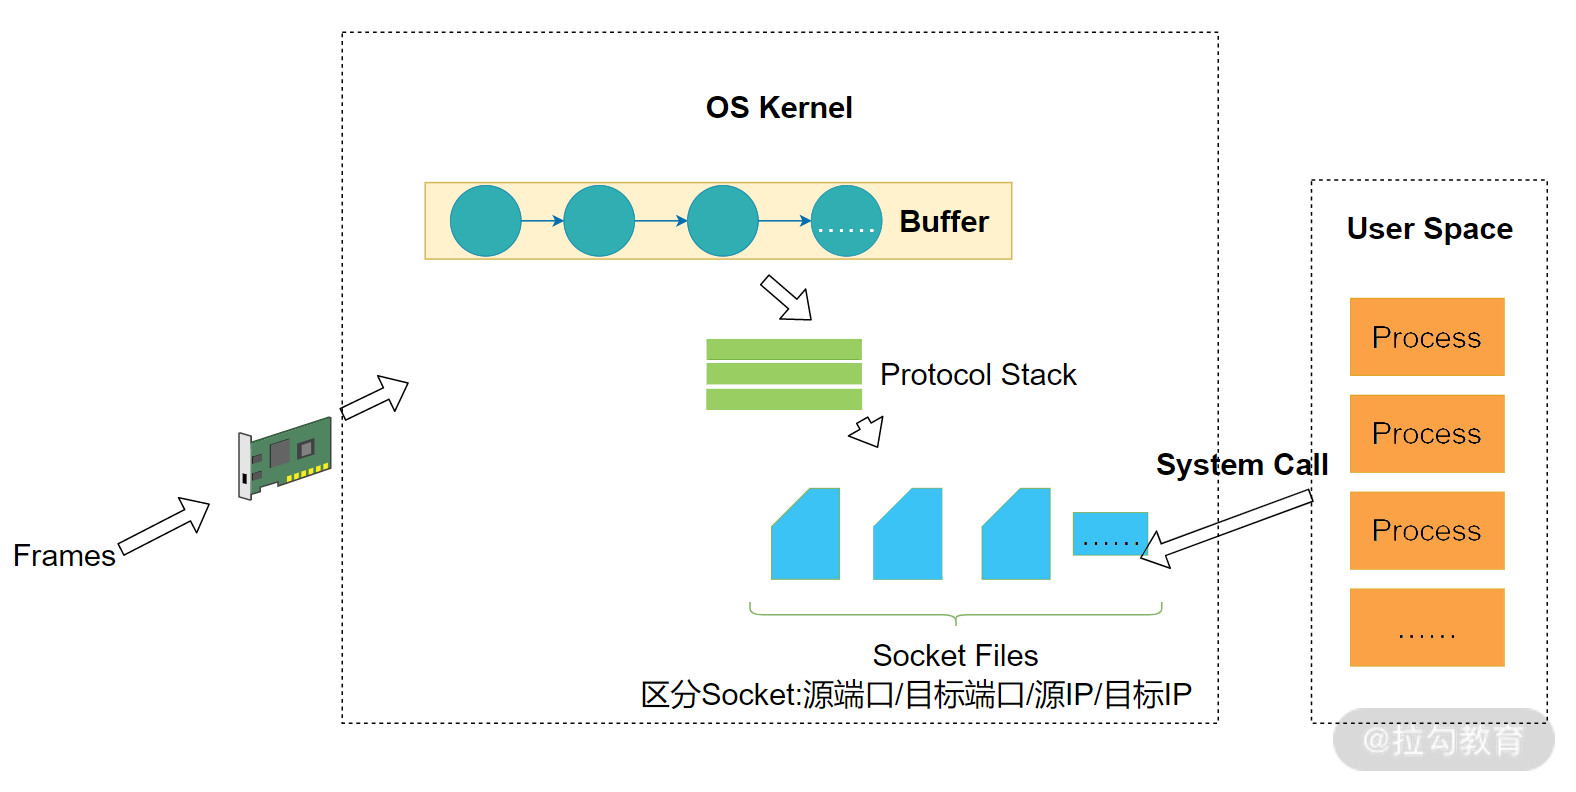 OS Kernel
Buffer
......
User Space
Process
Protocol Stack
Process
System Call
Process
Frames
......
......
Socket Files
区分Socket:源端口/目标端口/源IP/目标IP
@拉勾教育